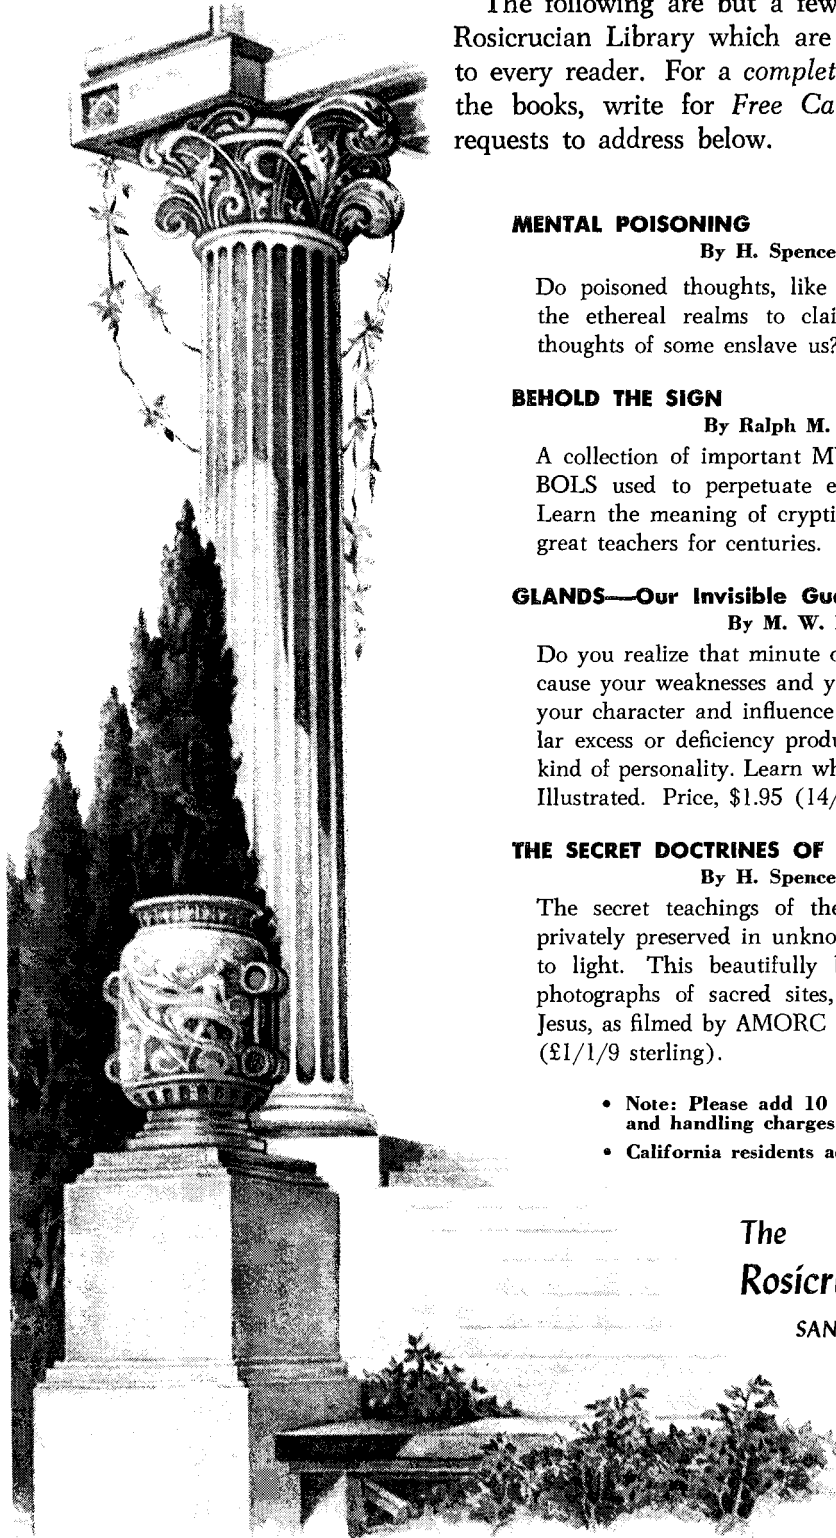 The following are but a few
Rosicrucian Library which are
to every reader. For a complet
the books, write for Free Ca
requests to address below.
MENTAL POISONING
By H. Spence
Do poisoned thoughts, like
the ethereal realms to clai
thoughts of some enslave us?
BEHOLD THE SIGN
By Ralph M.
A collection of important M
BOLS used to perpetuate e
Learn the meaning of crypti
great teachers for centuries.
GLANDS—Our Invisible Gu
By M. W.
Do you realize that minute
cause your weaknesses and y
your character and influence
lar excess or deficiency produ
kind of personality. Learn wh
Illustrated. Price, $1.95 (14/
THE SECRET DOCTRINES OF
By H. Spence
The secret teachings of the
privately preserved in unkno
to light. This beautifully
photographs of sacred sites,
Jesus, as filmed by AMORC
(£1/1/9 sterling).
• Note: Please add 10
and handling charges
• California residents a
The
Rosicr
SAN